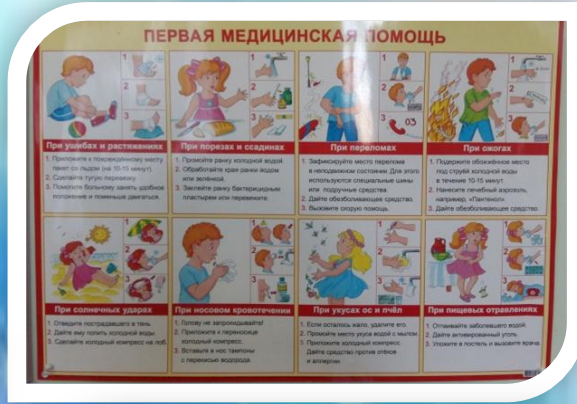 ПЕРВАЯ МЕДИЦИНСКАЯ ПОМОЩЬ
При ушибах и растяжениях
1. Приложите к повреждённому месту
пакет со льдом (на 10-15 минут).
2. Сделайте тугую перевязку.
3. Помогите больному занять удобное
положение и поменьше двигаться.
При порезах и ссадинах
1. Промойте ранку холодной водой.
2. Обработайте края ранки йодом
или зелёнкой.
3. Заклейте ранку бактерицидным
пластырем или перевяжите.
При переломах
03
1. Зафиксируйте место перелома
в неподвижном состоянии. Для этого
используются специальные шины
или подручные средства.
2. Дайте обезболивающее средство.
3. Вызовите скорую помощь.
При ожогах
1. Подержите обожжённое место
под струёй холодной воды
в течение 10-15 минут.
2. Нанесите лечебный аэрозоль,
например, «Пантенол».
3. Дайте обезболивающее средство.
При солнечных ударах
1. Отведите пострадавшего в тень.
2. Дайте ему попить холодной воды.
3. Сделайте холодный компресс на лоб.
При носовом кровотечении
1. Голову не запрокидывайте!
2. Приложите к переносице
холодный компресс.
3. Вставьте в нос тампоны
с перекисью водорода.
При укусах ос и пчёл
1. Если осталось жало, удалите его.
2. Промойте место укуса водой с мылом.
3. Приложите холодный компресс.
Дайте средство против отёков
и аллергии.
При пищевых отравлениях
1. Отпаивайте заболевшего водой.
2. Дайте активированный уголь.
3. Уложите в постель и вызовите врача.